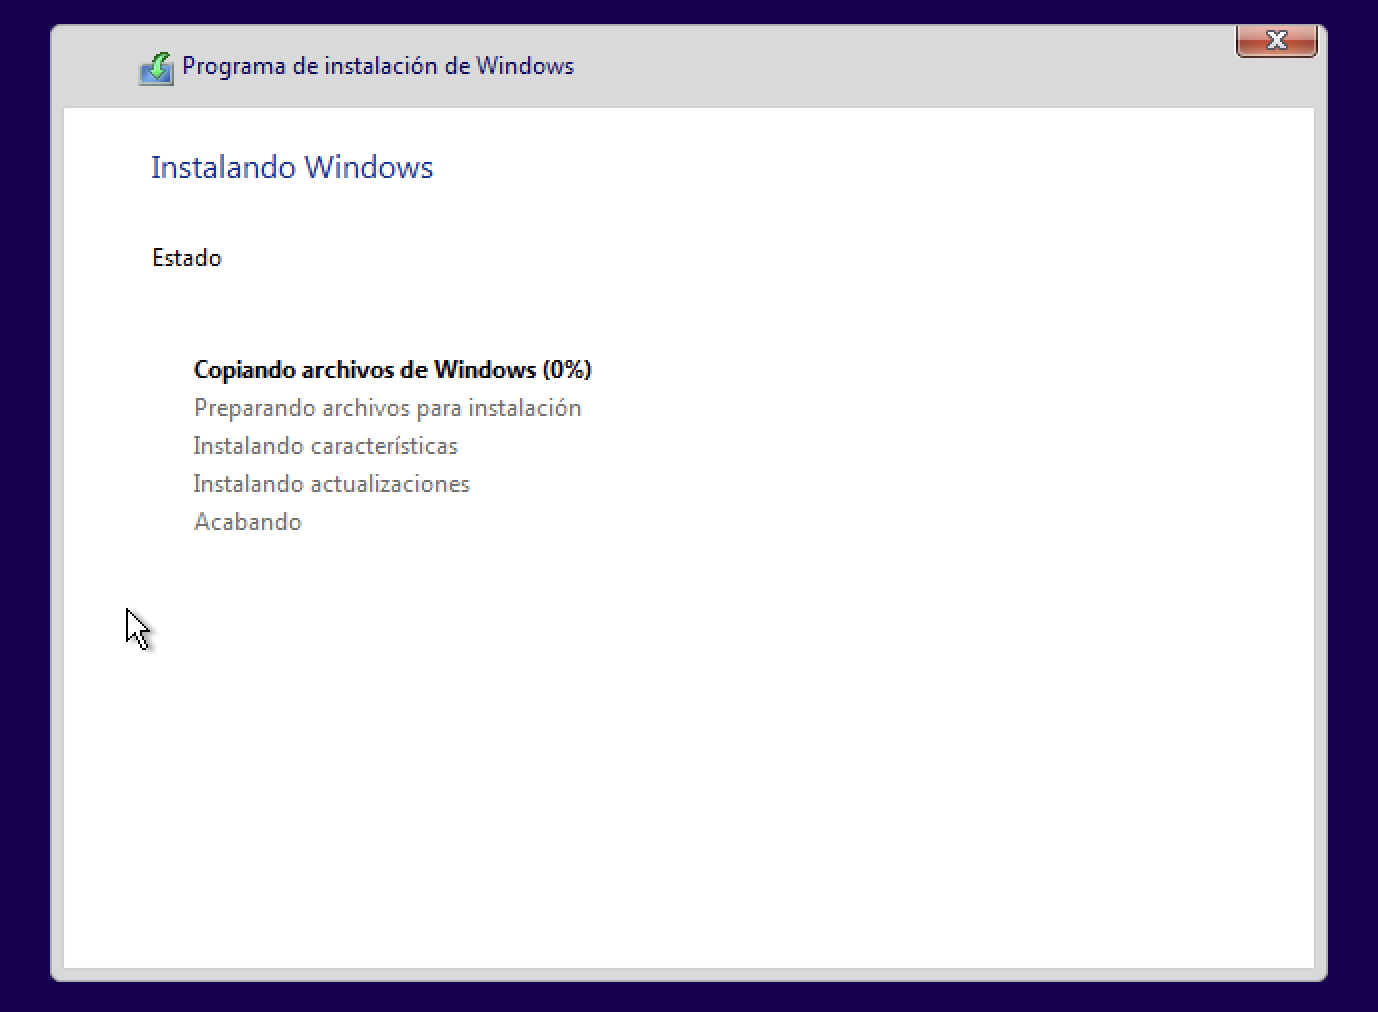 Programa de instalación de Windows
Instalando Windows
Estado
Copiando archivos de Windows (0%)
Preparando archivos para instalación
Instalando características
Instalando actualizaciones
Acabando